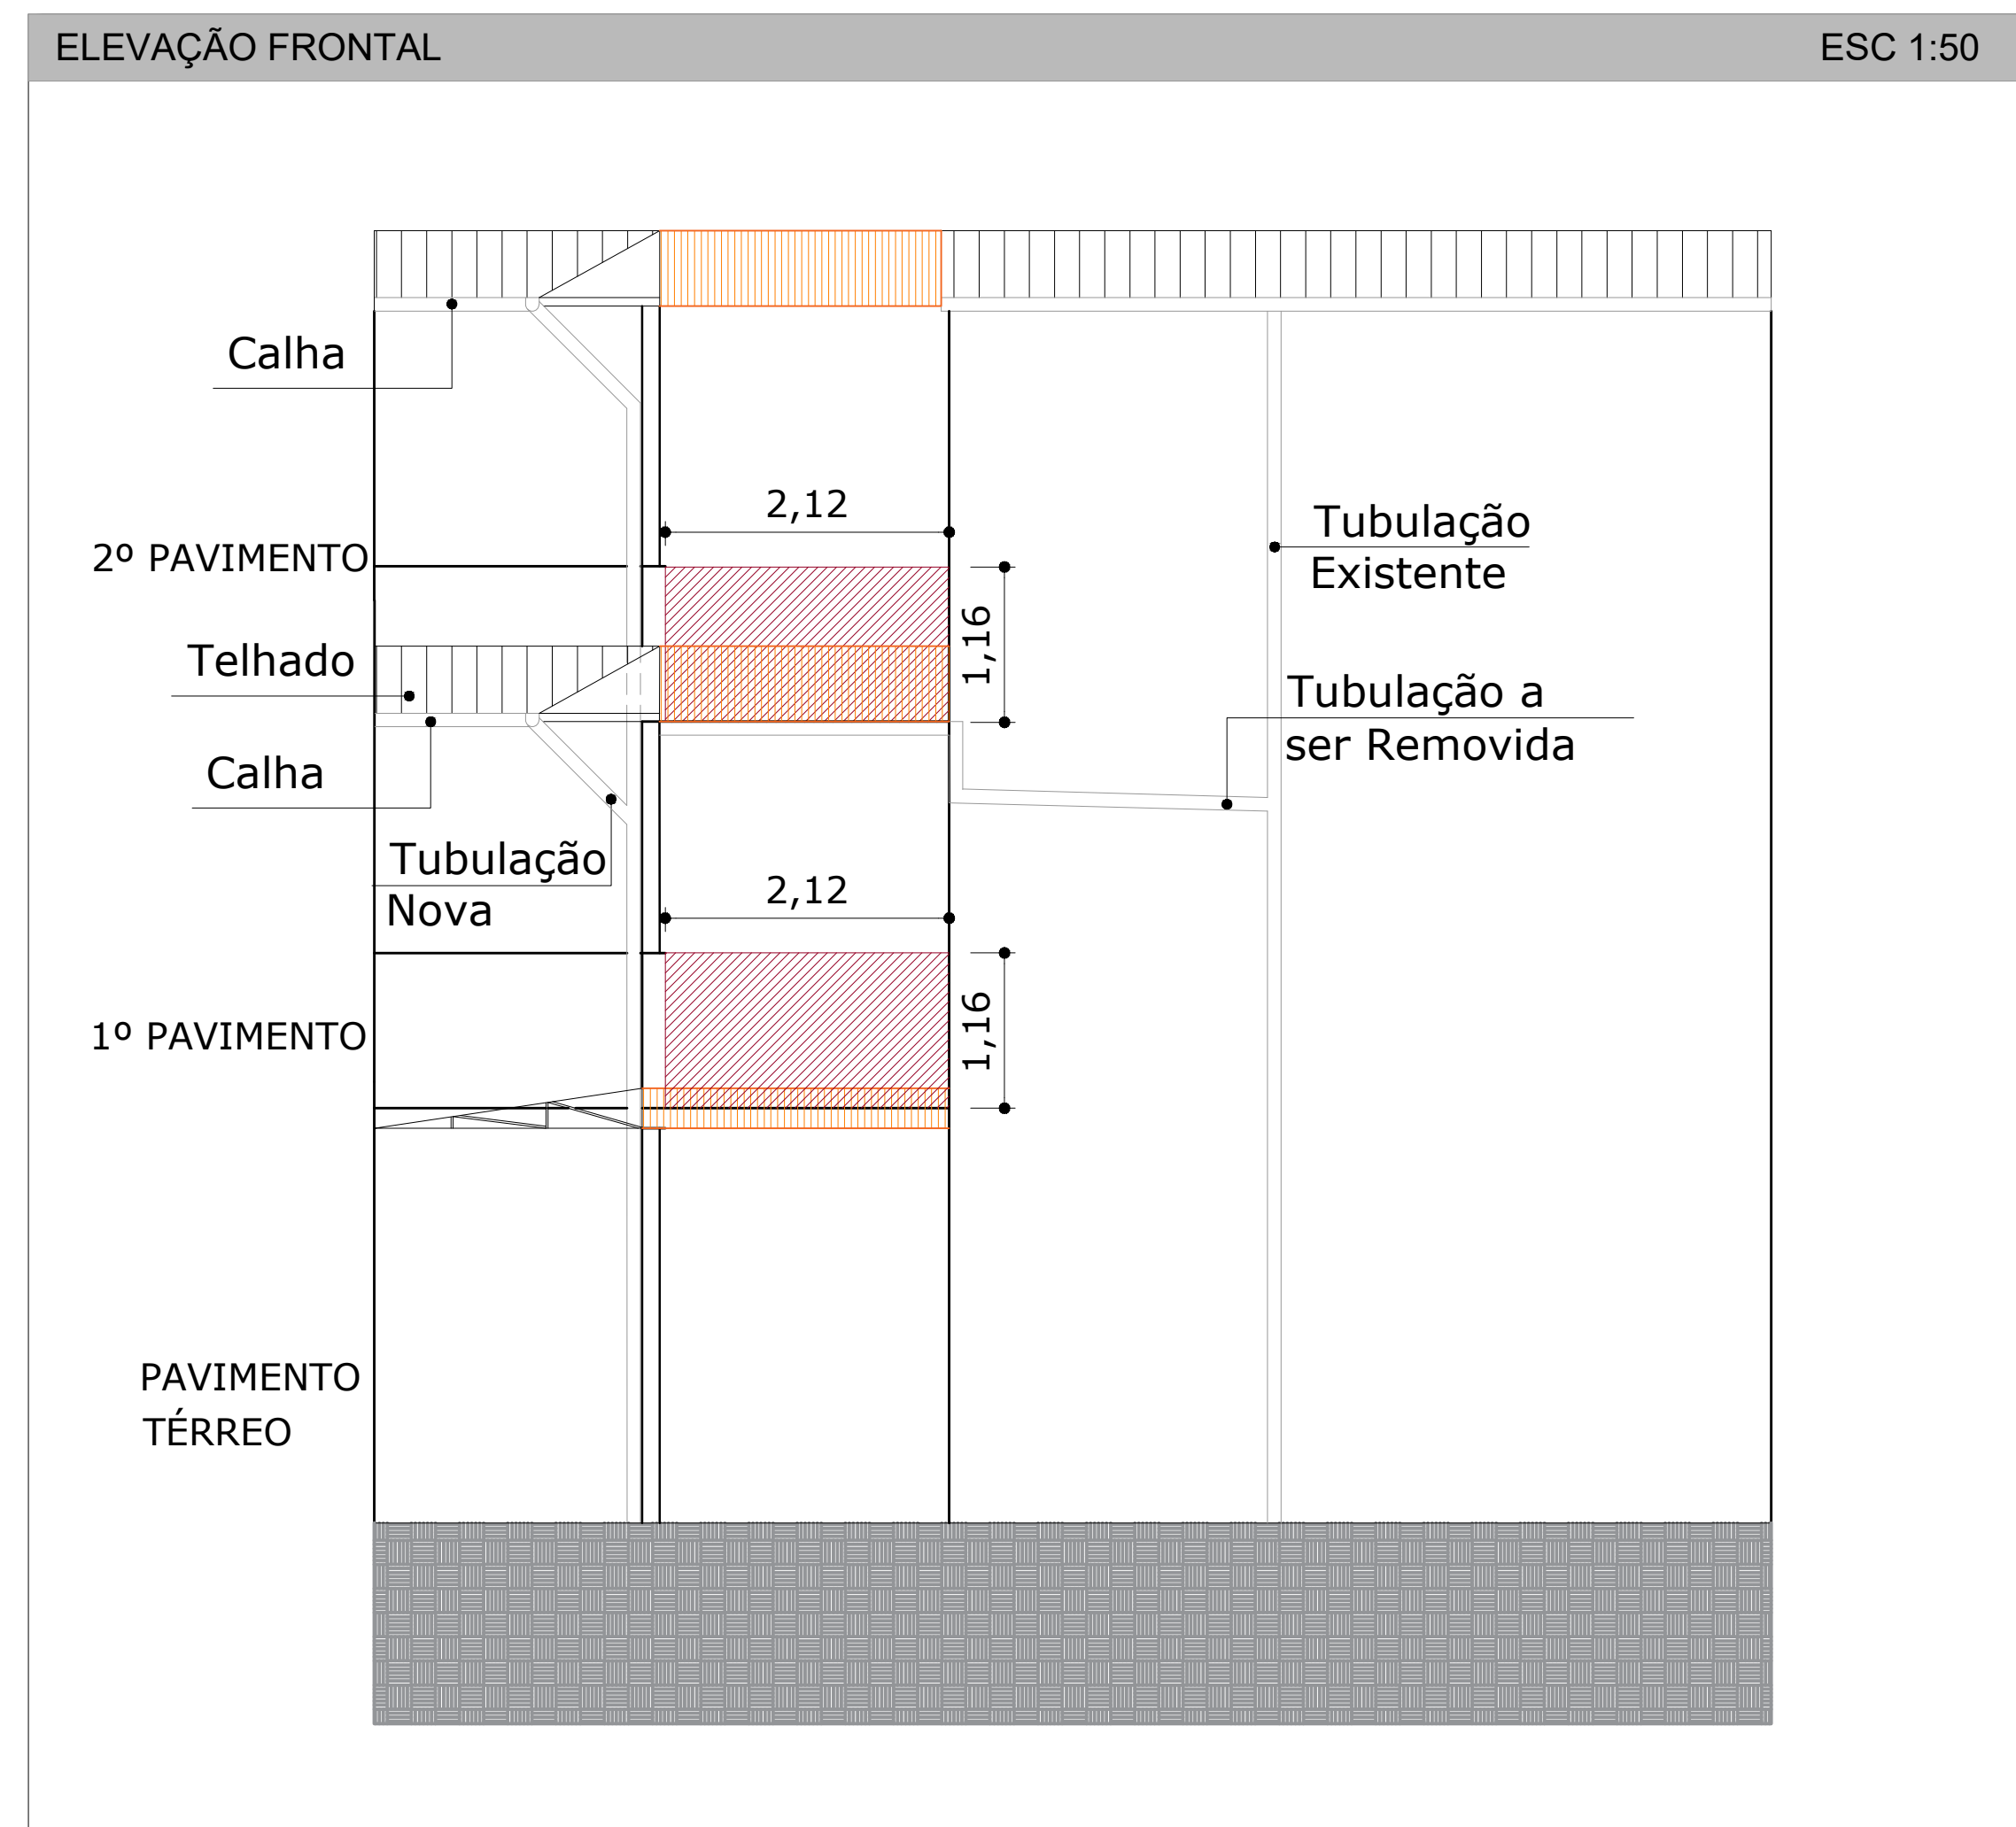 ELEVAÇÃO FRONTAL
ESC 1:50
Calha
2,12
Tubulação
Existente
2º PAVIMENTO
1,16
Telhado
Tubulação a
ser Removida
Calha
Tubulação
Nova
2,12
1,16
1º PAVIMENTO
PAVIMENTO
TÉRREO